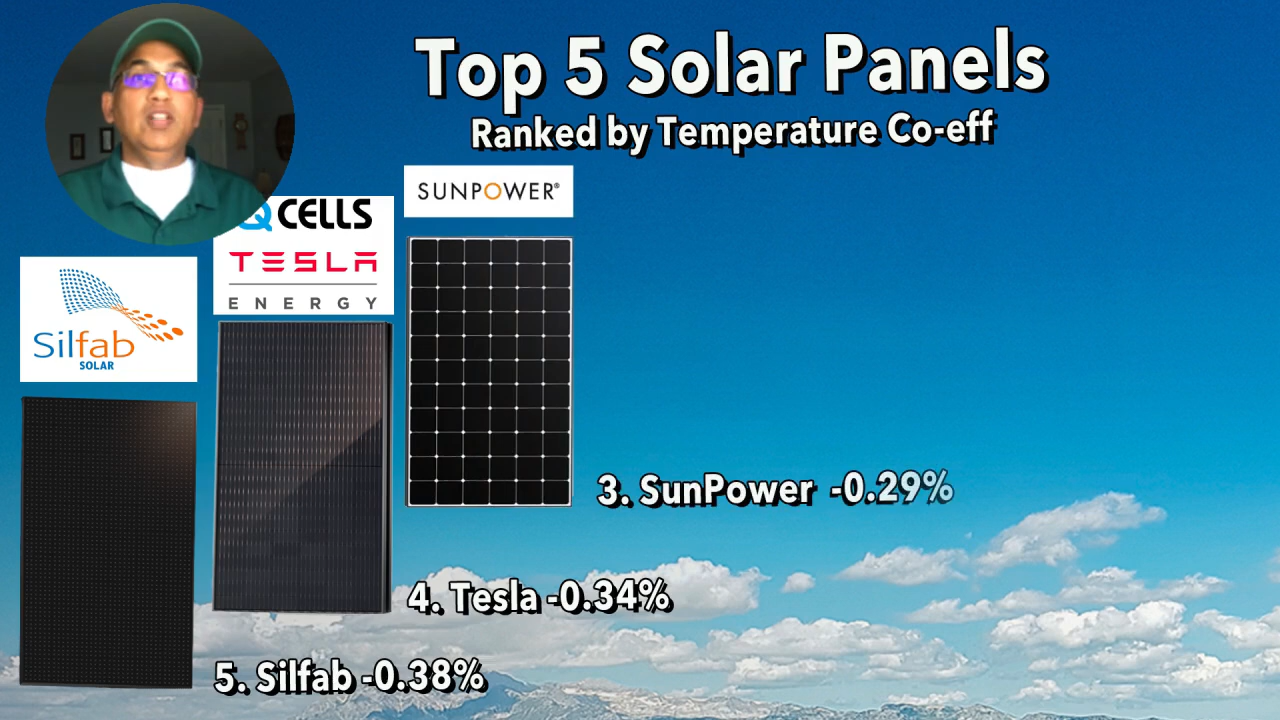 Top 5 Solar Panels
Ranked by Temperature Co-eff
SUNPOWER®
Q CELLS
TESLA
ENERGY
Silfab
SOLAR
3. SunPower -0.29%
4. Tesla -0.34%
5. Silfab -0.38%